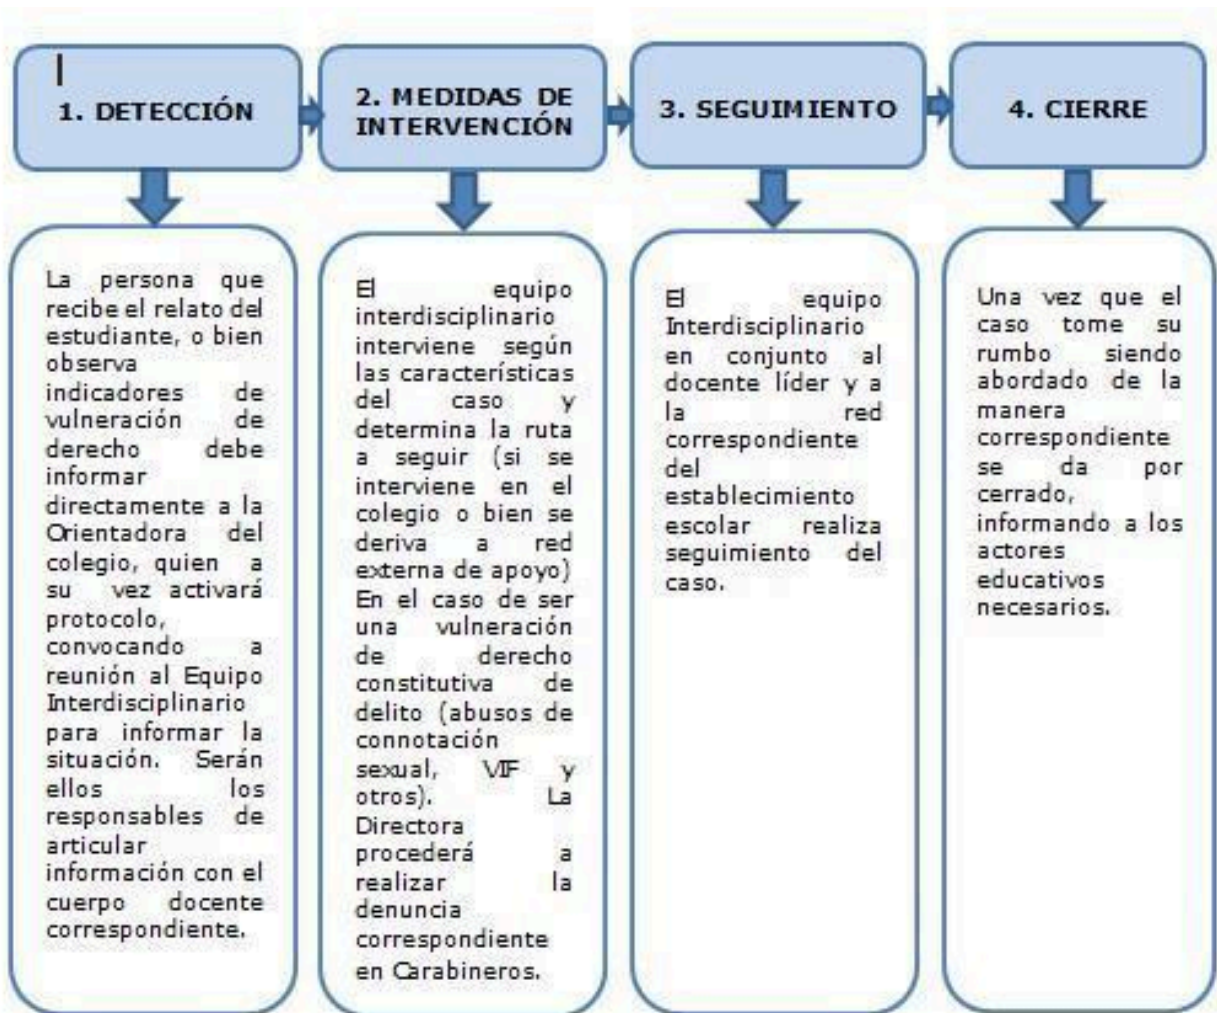 1. DETECCIÓN
2. MEDIDAS DE
INTERVENCIÓN
3. SEGUIMIENTO
4. CIERRE
La persona que
recibe el relato del
estudiante, o bien
observa
indicadores de
vulneración de
derecho debe
informar
directamente a la
Orientadora del
colegio, quien a
su vez activará
protocolo,
convocando a
reunión al Equipo
Interdisciplinario
para informar la
situación. Serán
ellos los
responsables de
articular
información con el
cuerpo docente
correspondiente.
El equipo
interdisciplinario
interviene según
las características
del caso y
determina la ruta
a seguir (si se
interviene en el
colegio o bien se
deriva a red
externa de apoyo)
En el caso de ser
una vulneración
de derecho
constitutiva de
delito (abusos de
connotación
sexual, VIF y
otros). La
Directora
procederá a
realizar la
denuncia
correspondiente
en Carabineros.
El equipo
Interdisciplinario
en conjunto al
docente líder y a
la red
correspondiente
del
establecimiento
escolar realiza
seguimiento del
caso.
Una vez que el
caso tome su
rumbo siendo
abordado de la
manera
correspondiente
se da por
cerrado,
informando a los
actores
educativos
necesarios.